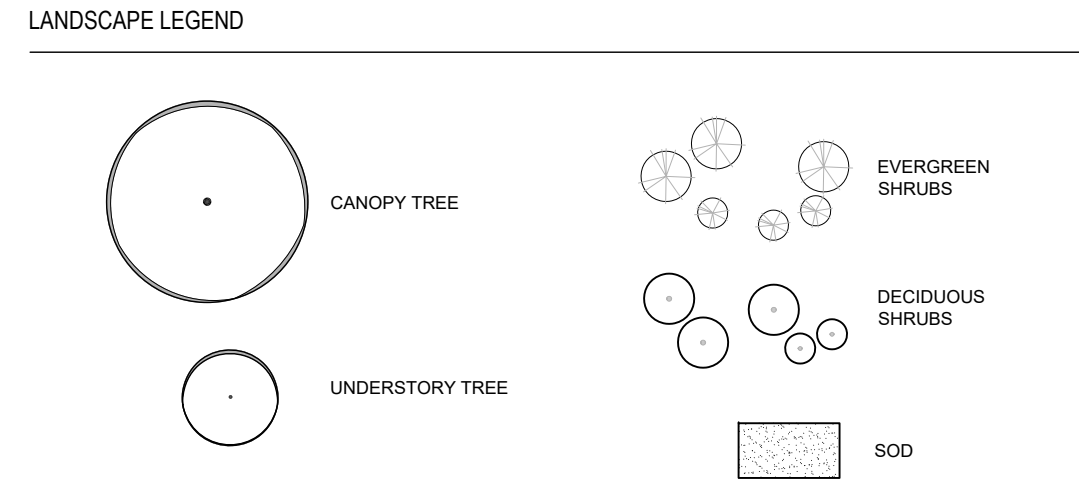 LANDSCAPE LEGEND
CANOPY TREE
UNDERSTORY TREE
EVERGREEN
SHRUBS
DECIDUOUS
SHRUBS
SOD